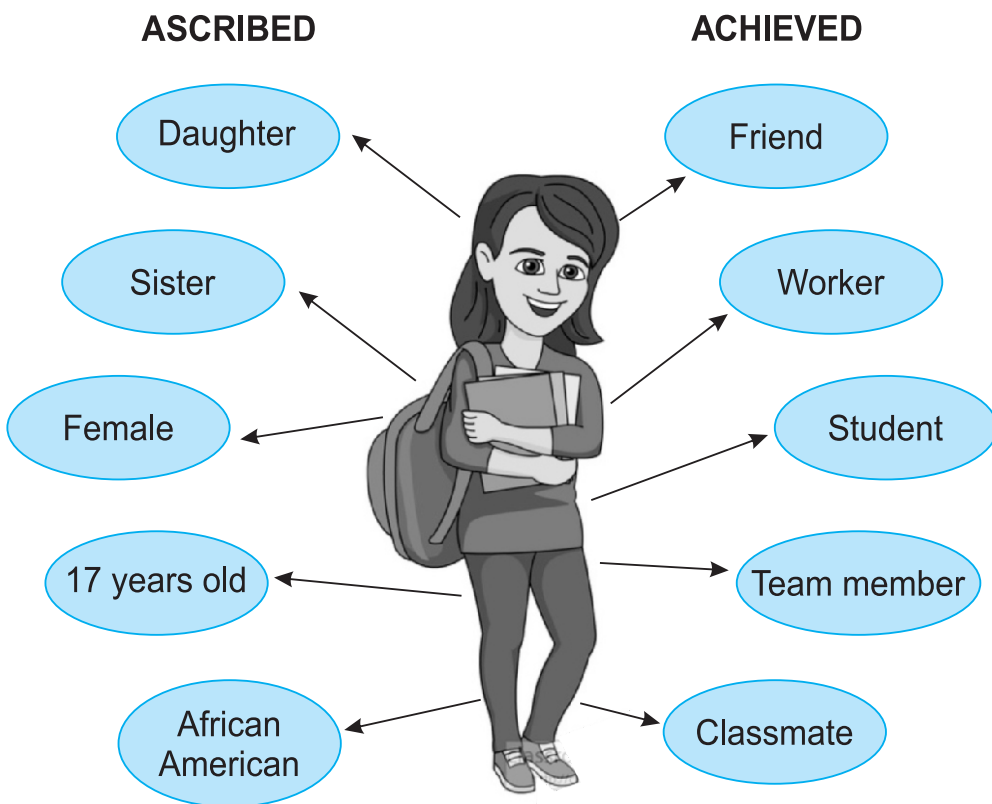 ASCRIBED
ACHIEVED
Daughter
Friend
Sister
Worker
Female
Student
17 years old
Team member
African
American
Classmate